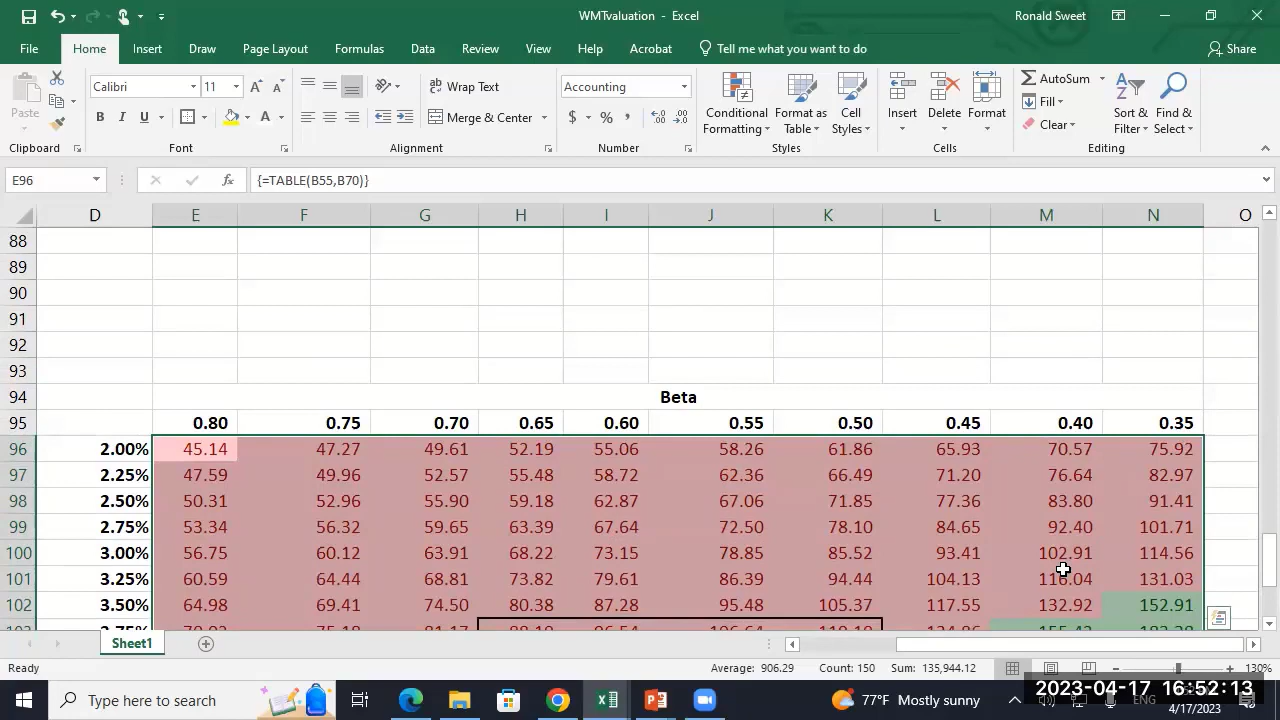 WMTvaluation - Excel
Ronald Sweet
File Home Insert Draw Page Layout Formulas Data Review View Help Acrobat Tell me what you want to do Share
Paste
Calibri 11
B I U
Wrap Text
Merge & Center
Accounting
$ % ,
Conditional Formatting
Format as Table
Cell Styles
Insert
Delete
Format
AutoSum
Fill
Clear
Sort & Filter
Find & Select
Clipboard Font Alignment Number Styles Cells Editing
E96 fx {=TABLE(B55,B70)}
D E F G H I J K L M N O
88
89
90
91
92
93
94 Beta
95 0.80 0.75 0.70 0.65 0.60 0.55 0.50 0.45 0.40 0.35
96 2.00% 45.14 47.27 49.61 52.19 55.06 58.26 61.86 65.93 70.57 75.92
97 2.25% 47.59 49.96 52.57 55.48 58.72 62.36 66.49 71.20 76.64 82.97
98 2.50% 50.31 52.96 55.90 59.18 62.87 67.06 71.85 77.36 83.80 91.41
99 2.75% 53.34 56.32 59.65 63.39 67.64 72.50 78.10 84.65 92.40 101.71
100 3.00% 56.75 60.12 63.91 68.22 73.15 78.85 85.52 93.41 102.91 114.56
101 3.25% 60.59 64.44 68.81 73.82 79.61 86.39 94.44 104.13 116.04 131.03
102 3.50% 64.98 69.41 74.50 80.38 87.28 95.48 105.37 117.55 132.92 152.91
Sheet1
Ready Average: 906.29 Count: 150 Sum: 135,944.12 130%
Type here to search
77°F Mostly sunny
ENG
2023-04-17 16:52:13
4/17/2023